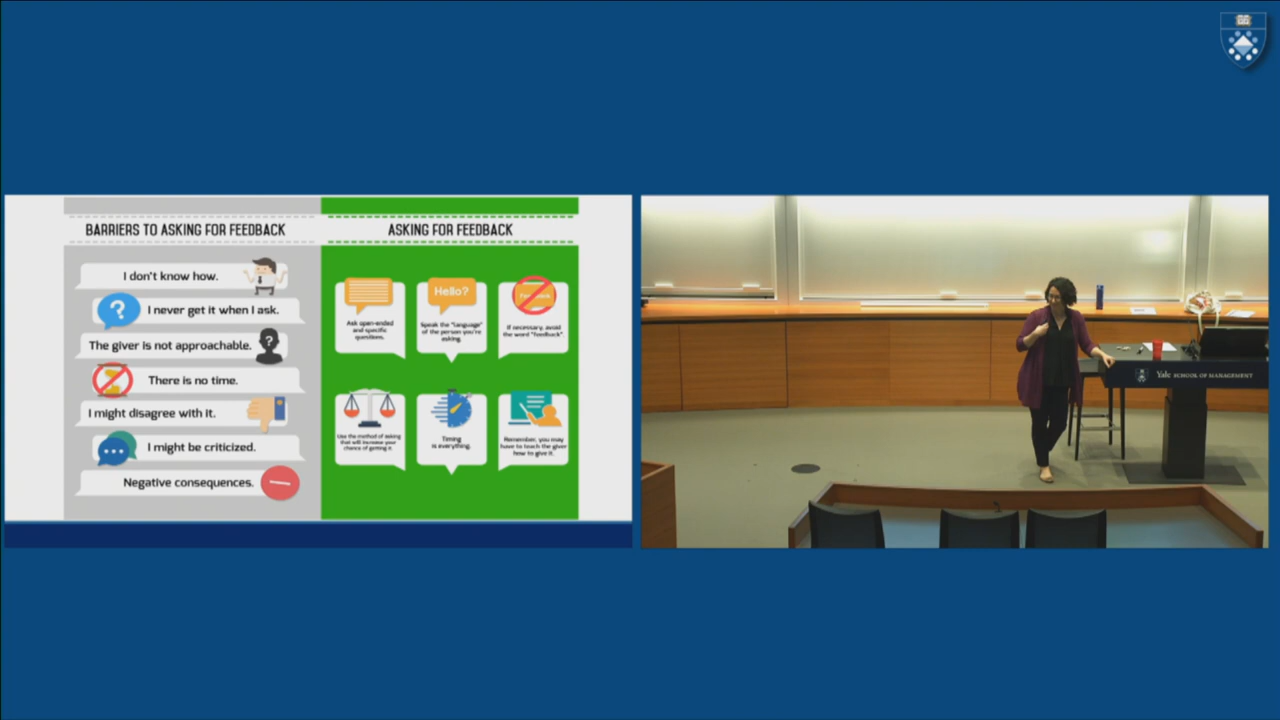 BARRIERS TO ASKING FOR FEEDBACK
I don't know how.
?
I never get it when I ask.
The giver is not approachable.
?
There is no time.
I might disagree with it.
I might be criticized.
Negative consequences.
ASKING FOR FEEDBACK
Ask open-ended
and specific
questions.
Hello?
Speak the "language"
of the person you're
asking.
If necessary, avoid
the word "feedback".
Use the method of asking
that will increase your
chance of getting it.
Timing
is everything.
Remember, you may
have to teach the giver
how to give it.
Yale SCHOOL OF MANAGEMENT